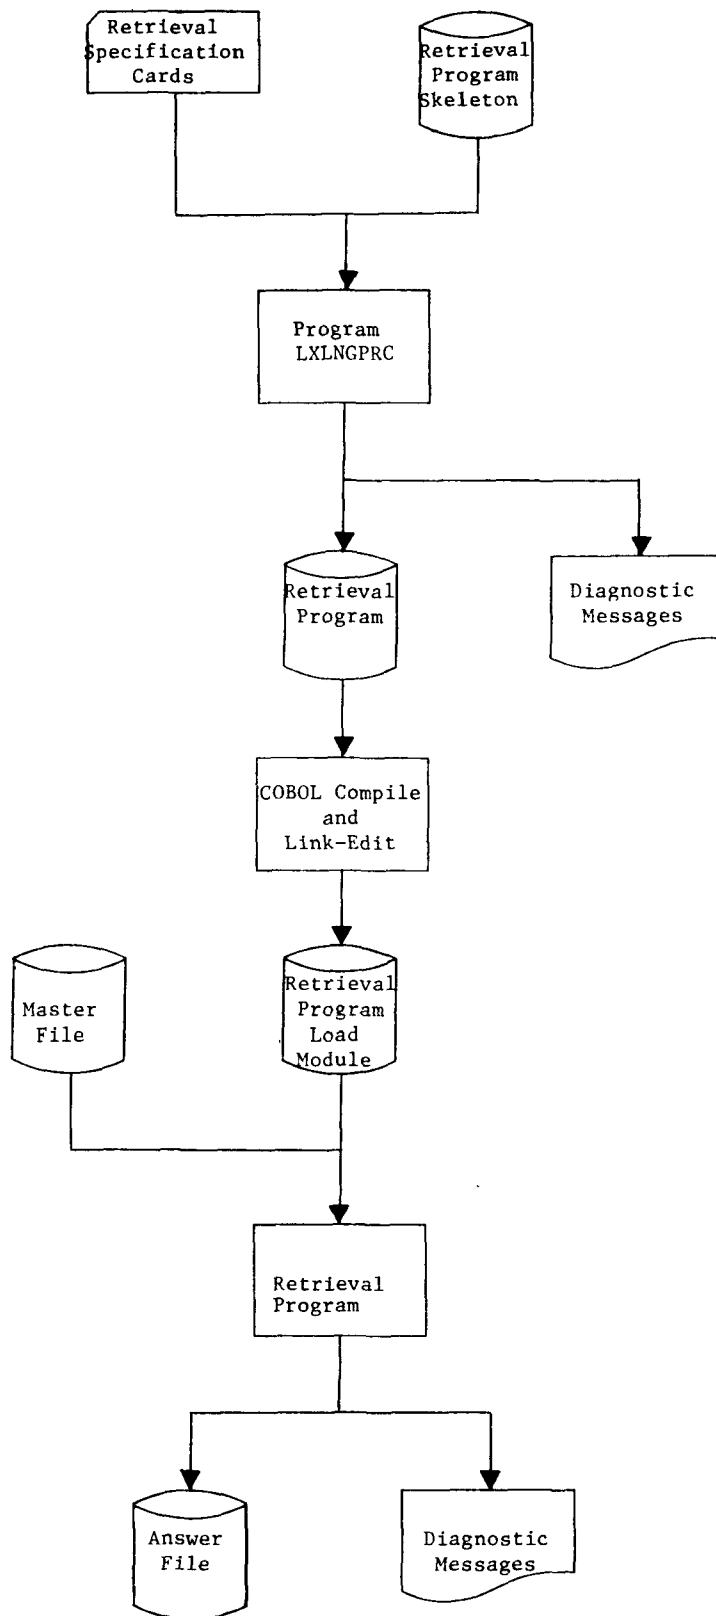 Retrieval
Specification
Cards
Retrieval
Program
Skeleton
Program
LXLNGPRC
Retrieval
Program
Diagnostic
Messages
COBOL Compile
and
Link-Edit
Master
File
Retrieval
Program
Load
Module
Retrieval
Program
Answer
File
Diagnostic
Messages